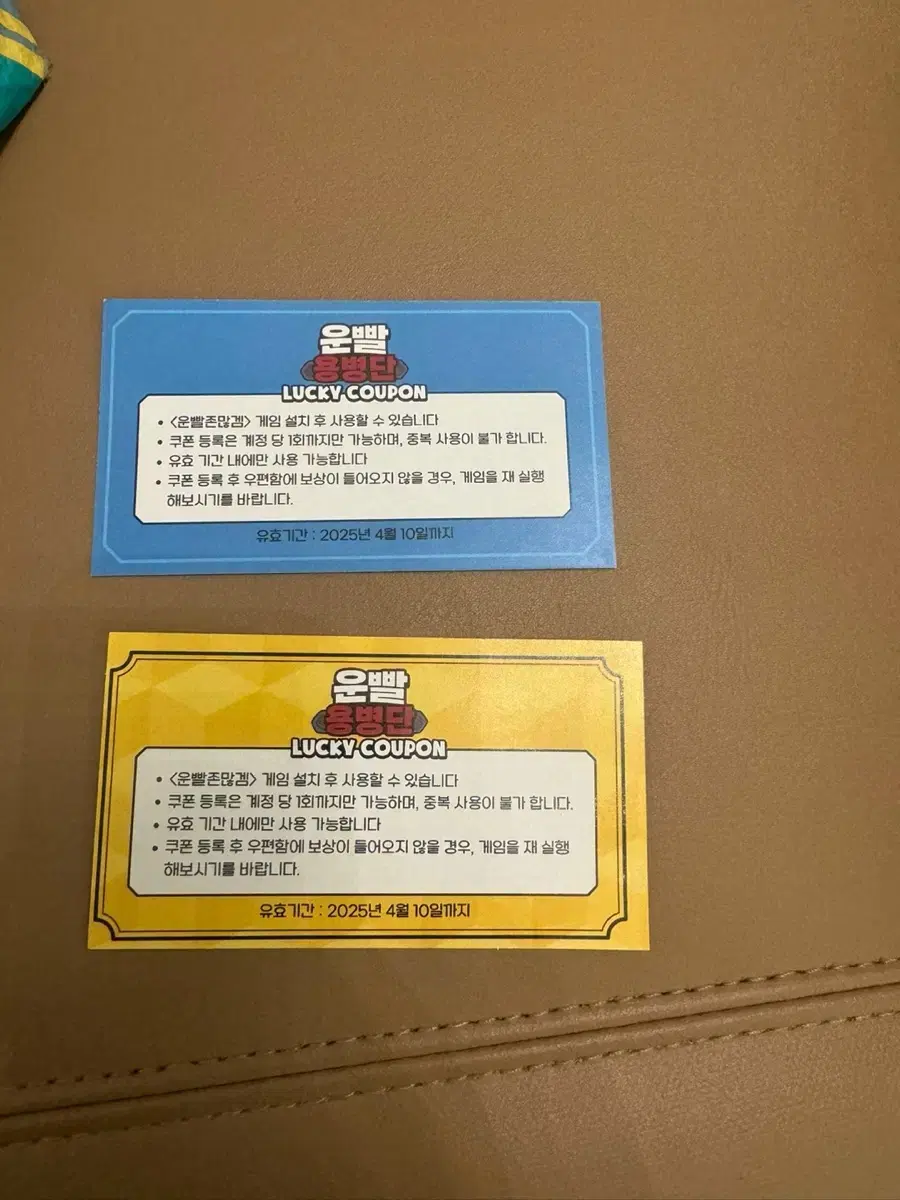 운빨
용병단
LUCKY COUPON
• <운빨존많겜> 게임 설치 후 사용할 수 있습니다
• 쿠폰 등록은 계정 당 1회까지만 가능하며, 중복 사용이 불가 합니다.
• 유효 기간 내에만 사용 가능합니다
• 쿠폰 등록 후 우편함에 보상이 들어오지 않을 경우, 게임을 재 실행
해보시기를 바랍니다.
유효기간 : 2025년 4월 10일까지
운빨
용병단
LUCKY COUPON
• <운빨존많겜> 게임 설치 후 사용할 수 있습니다
• 쿠폰 등록은 계정 당 1회까지만 가능하며, 중복 사용이 불가 합니다.
• 유효 기간 내에만 사용 가능합니다
• 쿠폰 등록 후 우편함에 보상이 들어오지 않을 경우, 게임을 재 실행
해보시기를 바랍니다.
유효기간 : 2025년 4월 10일까지